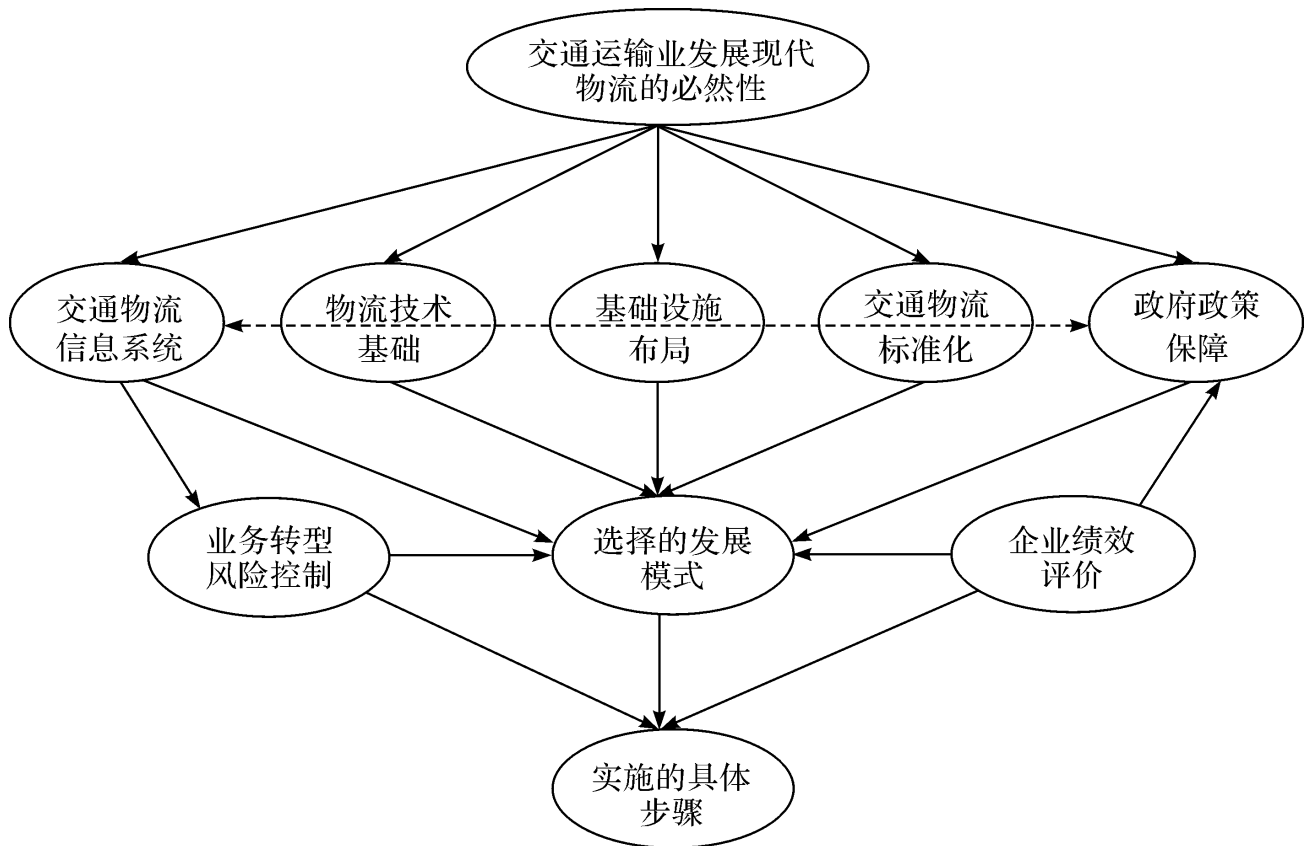 交通运输业发展现代
物流的必然性
交通物流
信息系统
物流技术
基础
基础设施
布局
交通物流
标准化
政府政策
保障
业务转型
风险控制
选择的发展
模式
企业绩效
评价
实施的具体
步骤